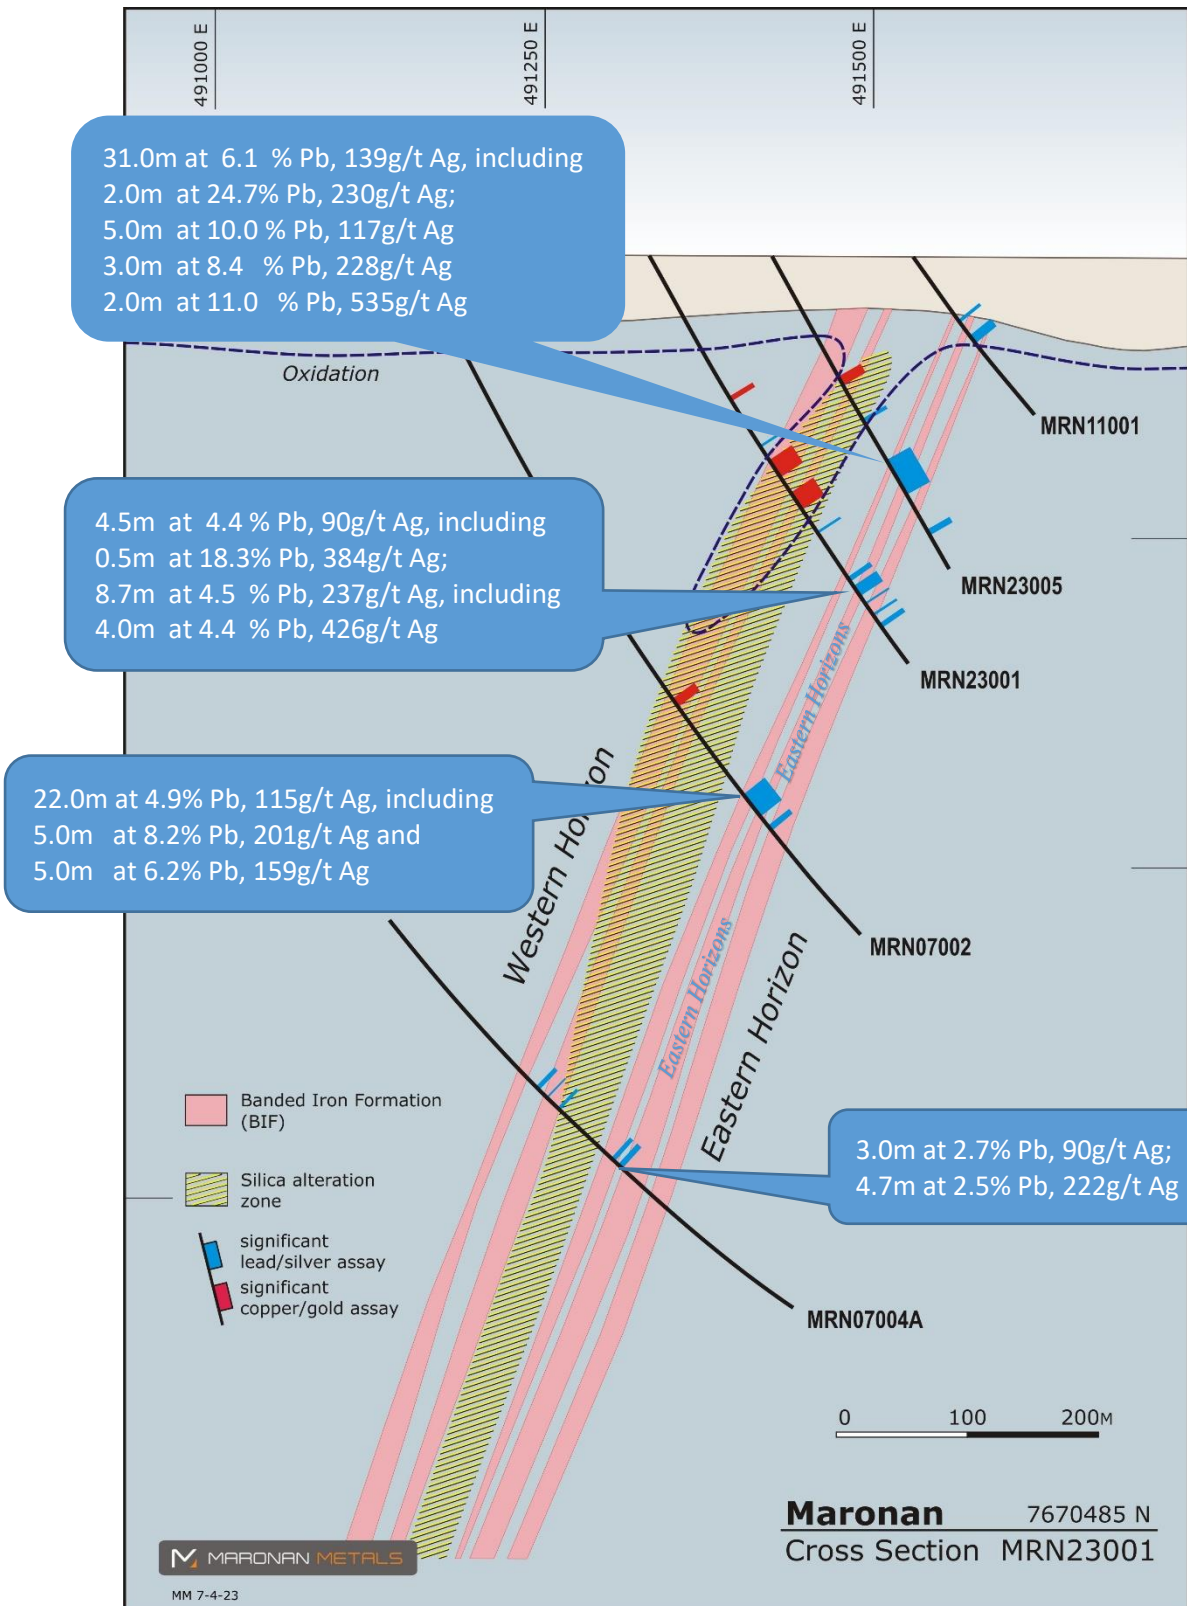 491000 E
491250 E
491500 E
31.0m at 6.1 % Pb, 139g/t Ag, including
2.0m at 24.7% Pb, 230g/t Ag;
5.0m at 10.0 % Pb, 117g/t Ag
3.0m at 8.4 % Pb, 228g/t Ag
2.0m at 11.0 % Pb, 535g/t Ag
Oxidation
MRN11001
4.5m at 4.4 % Pb, 90g/t Ag, including
0.5m at 18.3% Pb, 384g/t Ag;
8.7m at 4.5 % Pb, 237g/t Ag, including
4.0m at 4.4 % Pb, 426g/t Ag
MRN23005
MRN23001
Eastern Horizons
22.0m at 4.9% Pb, 115g/t Ag, including
5.0m at 8.2% Pb, 201g/t Ag and
5.0m at 6.2% Pb, 159g/t Ag
Western Horizon
MRN07002
Eastern Horizons
Eastern Horizon
Banded Iron Formation
(BIF)
Silica alteration
zone
significant
lead/silver assay
significant
copper/gold assay
3.0m at 2.7% Pb, 90g/t Ag;
4.7m at 2.5% Pb, 222g/t Ag
MRN07004A
0 100 200M
Maronan 7670485 N
Cross Section MRN23001
MARONAN METALS
MM 7-4-23